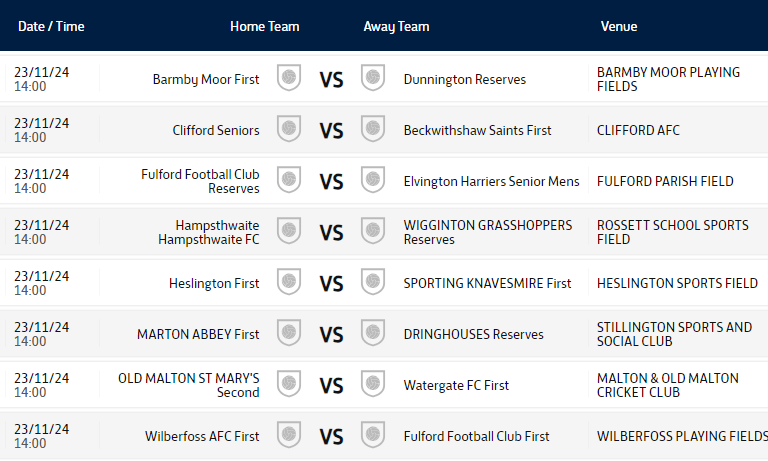 Date / Time Home Team Away Team Venue
23/11/24
14:00
Barmby Moor First VS Dunnington Reserves
BARMBY MOOR PLAYING
FIELDS
23/11/24
14:00
Clifford Seniors VS Beckwithshaw Saints First CLIFFORD AFC
23/11/24
14:00
Fulford Football Club
Reserves
VS Elvington Harriers Senior Mens FULFORD PARISH FIELD
23/11/24
14:00
Hampsthwaite
Hampsthwaite FC
VS
WIGGINTON GRASSHOPPERS
Reserves
ROSSETT SCHOOL SPORTS
FIELD
23/11/24
14:00
Heslington First VS SPORTING KNAVESMIRE First HESLINGTON SPORTS FIELD
23/11/24
14:00
MARTON ABBEY First VS DRINGHOUSES Reserves
STILLINGTON SPORTS AND
SOCIAL CLUB
23/11/24
14:00
OLD MALTON ST MARY'S
Second
VS Watergate FC First
MALTON & OLD MALTON
CRICKET CLUB
23/11/24
14:00
Wilberfoss AFC First VS Fulford Football Club First WILBERFOSS PLAYING FIELDS